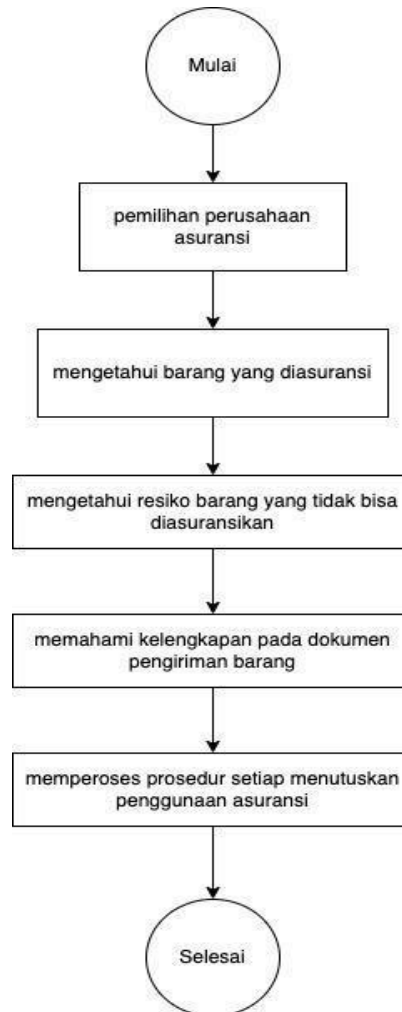 Mulai
pemilihan perusahaan
asuransi
mengetahui barang yang diasuransi
mengetahui resiko barang yang tidak bisa
diasuransikan
memahami kelengkapan pada dokumen
pengiriman barang
memperoses prosedur setiap menutuskan
penggunaan asuransi
Selesai